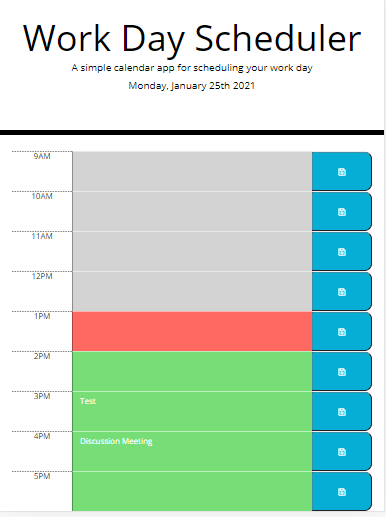 Work Day Scheduler
A simple calendar app for scheduling your work day
Monday, January 25th 2021
9AM
10AM
11AM
12PM
1PM
2PM
3PM
Test
4PM
Discussion Meeting
5PM